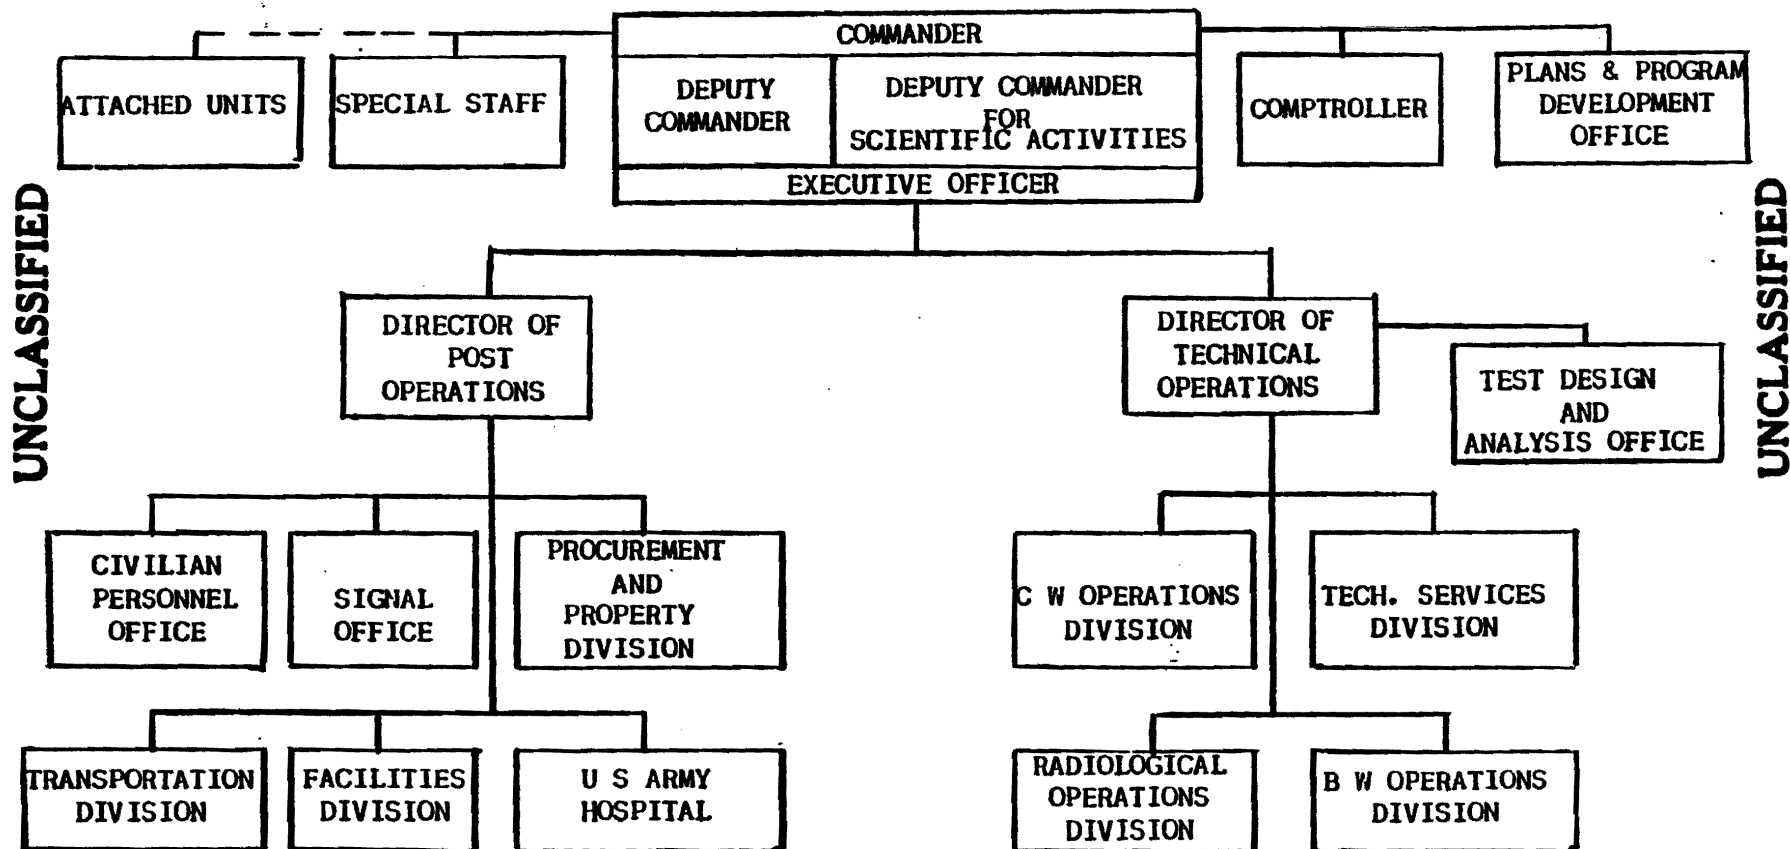 COMMANDER
ATTACHED UNITS
SPECIAL STAFF
DEPUTY
COMMANDER
DEPUTY COMMANDER
FOR
SCIENTIFIC ACTIVITIES
EXECUTIVE OFFICER
COMPTROLLER
PLANS & PROGRAM
DEVELOPMENT
OFFICE
UNCLASSIFIED
UNCLASSIFIED
DIRECTOR OF
POST
OPERATIONS
DIRECTOR OF
TECHNICAL
OPERATIONS
TEST DESIGN
AND
ANALYSIS OFFICE
CIVILIAN
PERSONNEL
OFFICE
SIGNAL
OFFICE
PROCUREMENT
AND
PROPERTY
DIVISION
C W OPERATIONS
DIVISION
TECH. SERVICES
DIVISION
TRANSPORTATION
DIVISION
FACILITIES
DIVISION
U S ARMY
HOSPITAL
RADIOLOGICAL
OPERATIONS
DIVISION
B W OPERATIONS
DIVISION